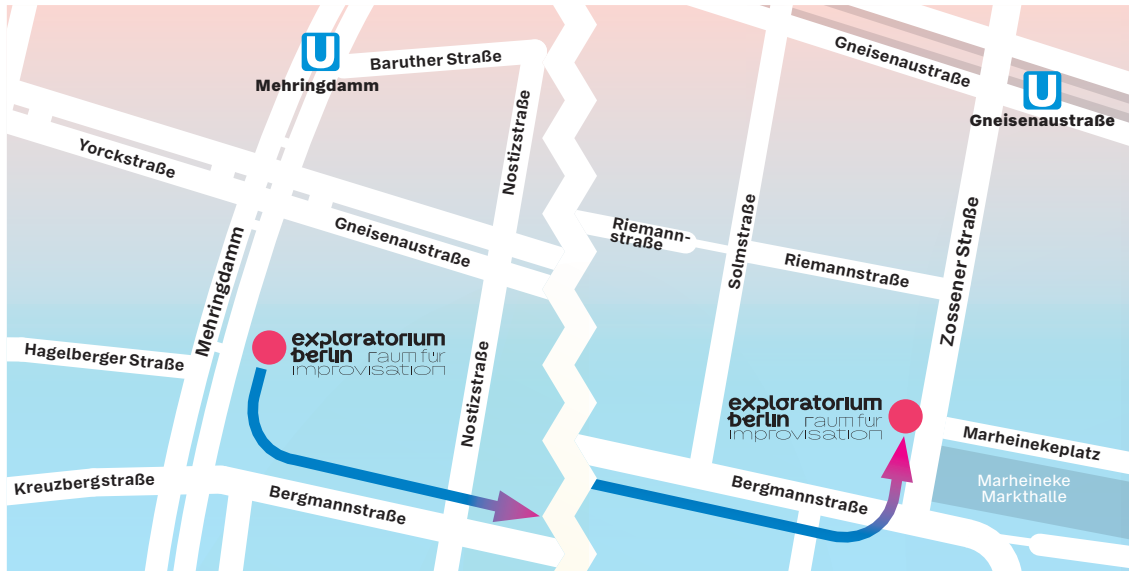 U
Mehringdamm
Baruther Straße
Nostizstraße
Yorckstraße
Gneisenaustraße
Mehringdamm
Hagelberger Straße
exploratorium
berlin raum für
improvisation
Nostizstraße
Kreuzbergstraße
Bergmannstraße
Gneisenaustraße
U
Gneisenaustraße
Riemann-
straße
Solmstraße
Riemannstraße
Zossener Straße
exploratorium
berlin raum für
improvisation
Marheinekeplatz
Marheineke
Markthalle
Bergmannstraße